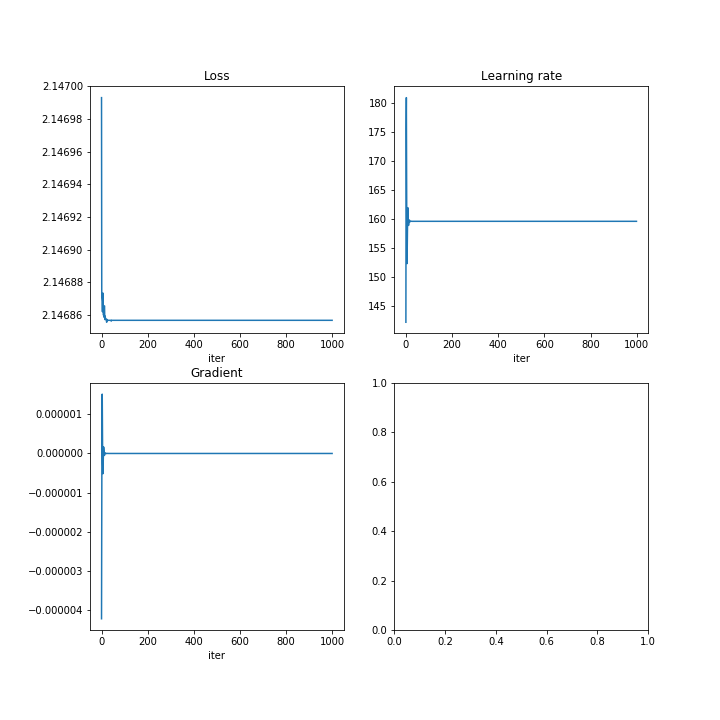 Loss
2.14700
2.14698
2.14696
2.14694
2.14692
2.14690
2.14688
2.14686
0 200 400 600 800 1000
iter
Learning rate
180
175
170
165
160
155
150
145
0 200 400 600 800 1000
iter
Gradient
0.000001
0.000000
−0.000001
−0.000002
−0.000003
−0.000004
0 200 400 600 800 1000
iter
1.0
0.8
0.6
0.4
0.2
0.0
0.0 0.2 0.4 0.6 0.8 1.0